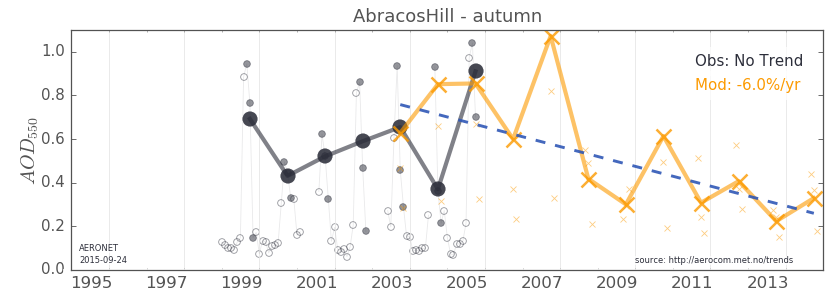 AbracosHill - autumn
AOD550
1.0
0.8
0.6
0.4
0.2
0.0
Obs: No Trend
Mod: -6.0%/yr
AERONET
2015-09-24
source: http://aerocom.met.no/trends
1995 1997 1999 2001 2003 2005 2007 2009 2011 2013